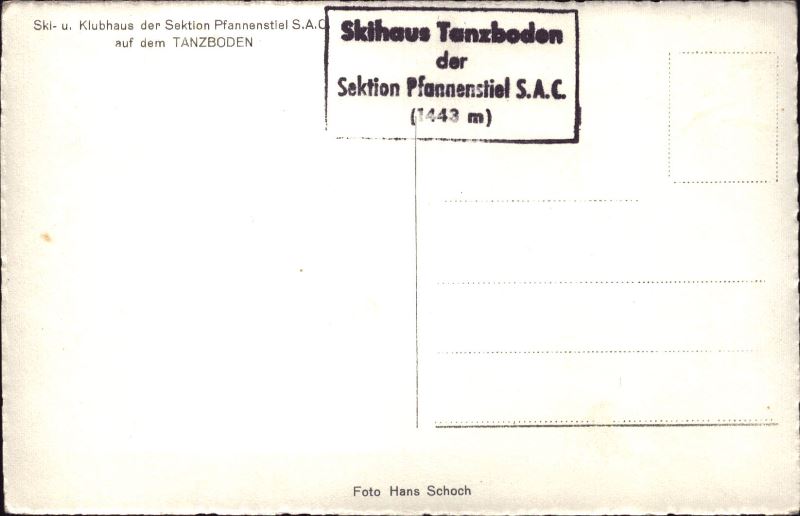 Ski- u. Klubhaus der Sektion Pfannenstiel S.A.C.
auf dem TANZBODEN
Skihaus Tanzboden
der
Sektion Pfannenstiel S.A.C.
(1443 m)
Foto Hans Schoch